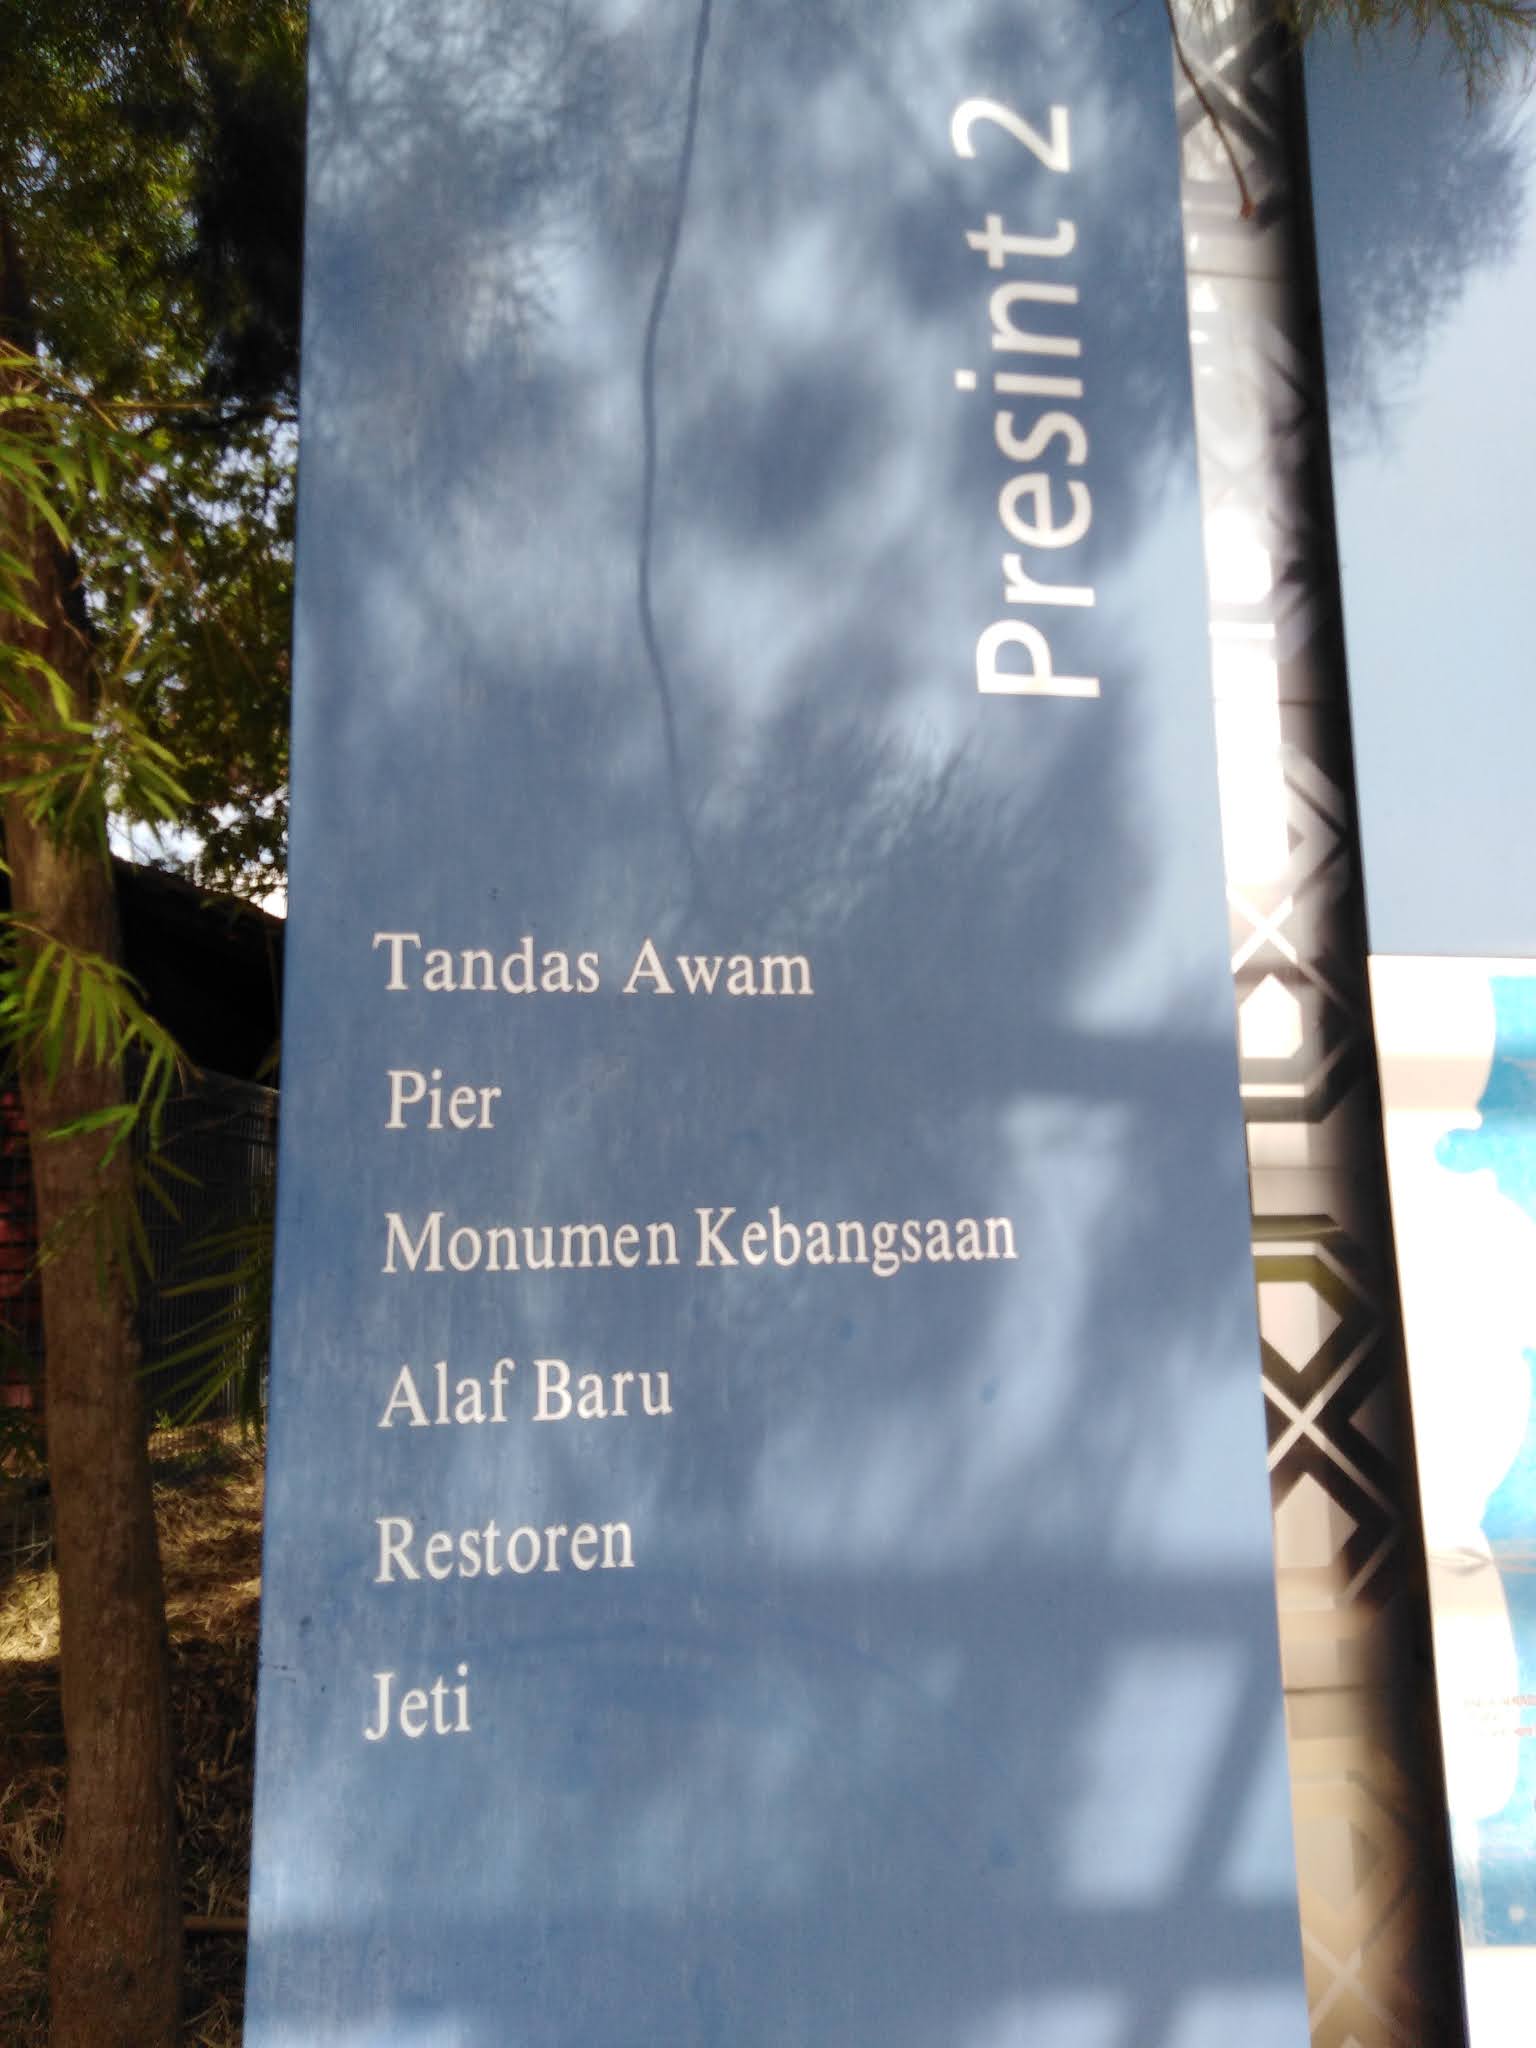 Presint 2
Tandas Awam
Pier
Monumen Kebangsaan
Alaf Baru
Restoren
Jeti